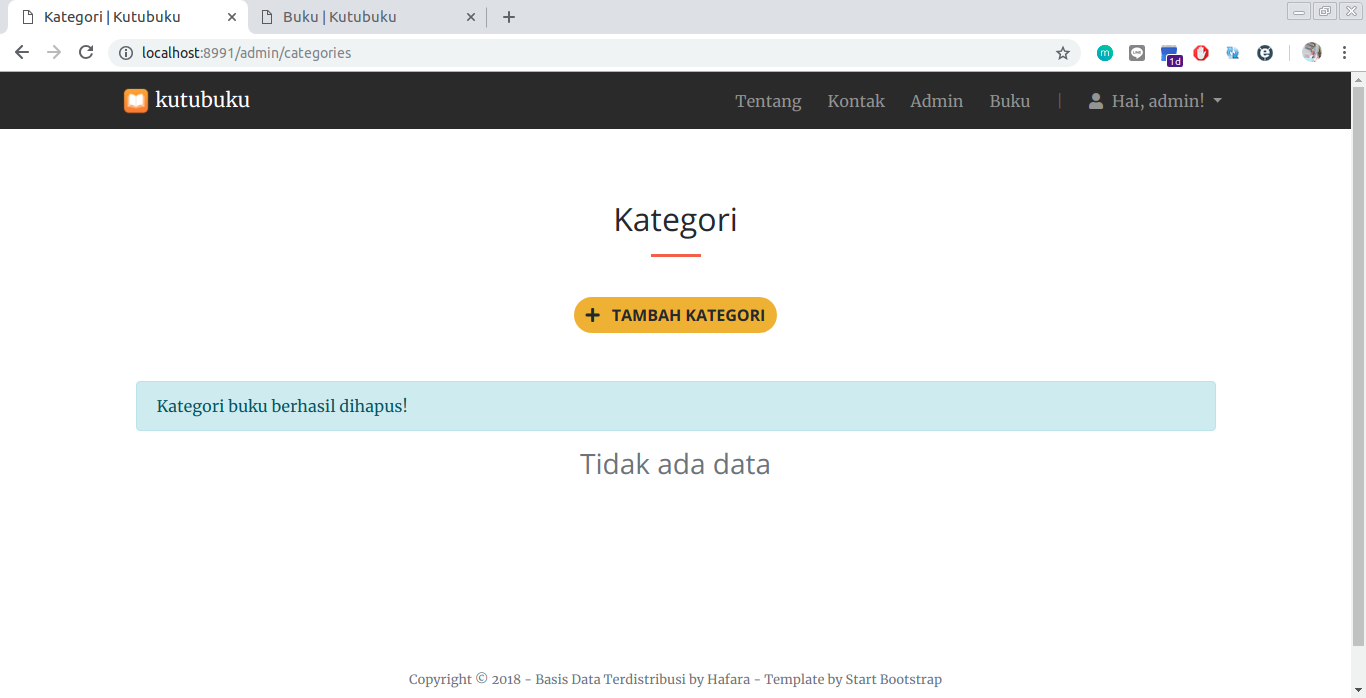 Kategori | Kutubuku
Buku | Kutubuku
localhost:8991/admin/categories
1d
kutubuku
Tentang
Kontak
Admin
Buku
|
Hai, admin!
Kategori
TAMBAH KATEGORI
Kategori buku berhasil dihapus!
Tidak ada data
Copyright © 2018 - Basis Data Terdistribusi by Hafara - Template by Start Bootstrap